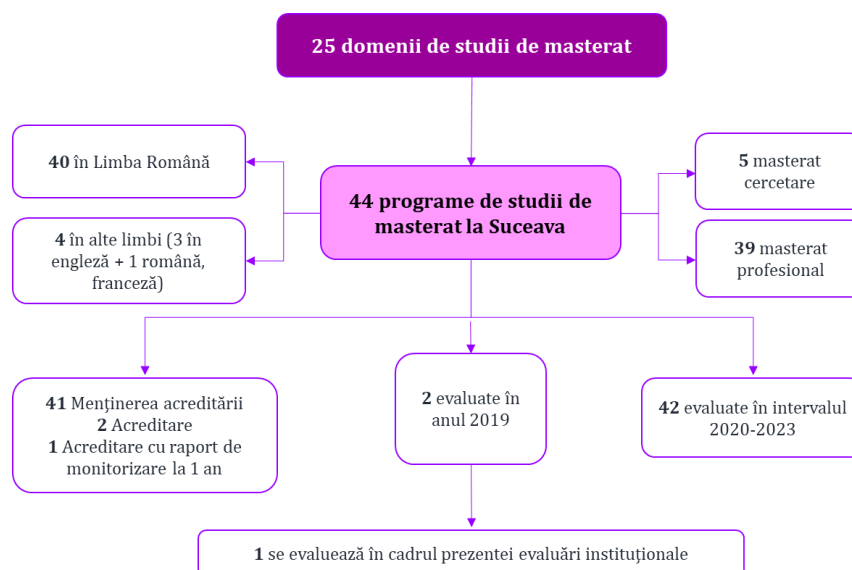 25 domenii de studii de masterat
40 în Limba Română
44 programe de studii de
masterat la Suceava
5 masterat
cercetare
4 în alte limbi (3 în
engleză + 1 română,
franceză)
39 masterat
profesional
41 Menținerea acreditării
2 Acreditare
1 Acreditare cu raport de
monitorizare la 1 an
2 evaluate în
anul 2019
42 evaluate în intervalul
2020-2023
1 se evaluează în cadrul prezentei evaluări instituționale